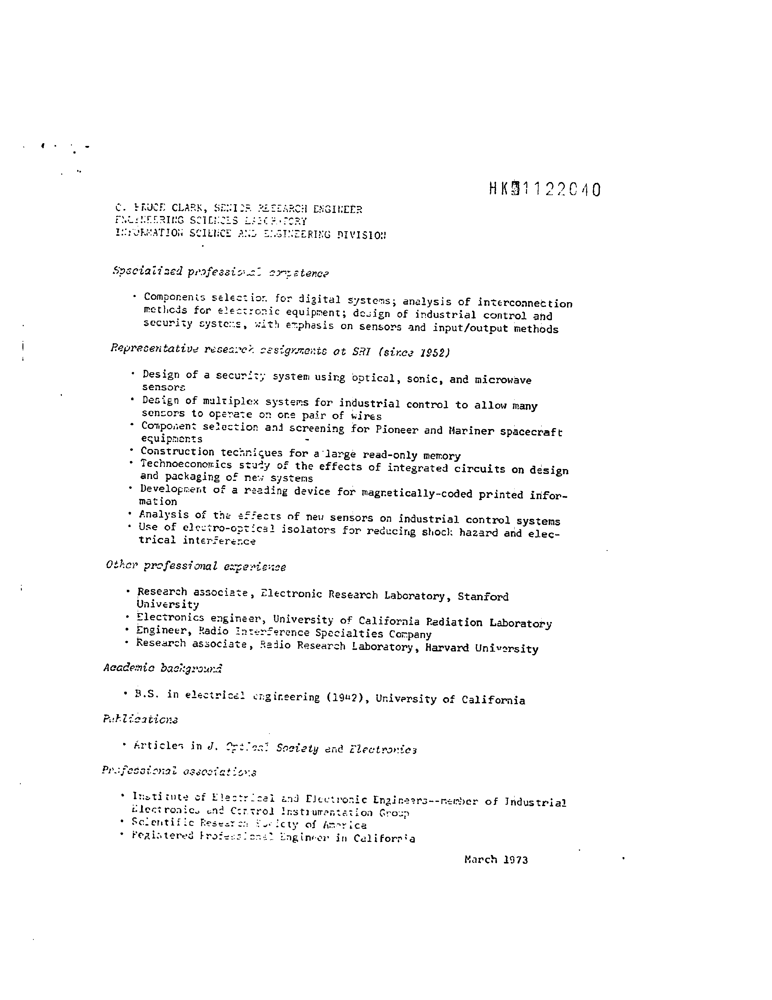 HK31122040
C. BRUCE CLARK, SENIOR RESEARCH ENGINEER
ENGINEERING SCIENCES LABORATORY
INFORMATION SCIENCE AND ENGINEERING DIVISION
Specialized professional competence
• Components selection for digital systems; analysis of interconnection
methods for electronic equipment; design of industrial control and
security systems, with emphasis on sensors and input/output methods
Representative research assignments at SRI (since 1952)
• Design of a security system using optical, sonic, and microwave
sensors
• Design of multiplex systems for industrial control to allow many
sensors to operate on one pair of wires
• Component selection and screening for Pioneer and Mariner spacecraft
equipments
• Construction techniques for a large read-only memory
• Technoeconomics study of the effects of integrated circuits on design
and packaging of new systems
• Development of a reading device for magnetically-coded printed infor-
mation
• Analysis of the effects of new sensors on industrial control systems
• Use of electro-optical isolators for reducing shock hazard and elec-
trical interference
Other professional experience
• Research associate, Electronic Research Laboratory, Stanford
University
• Electronics engineer, University of California Radiation Laboratory
• Engineer, Radio Interference Specialties Company
• Research associate, Radio Research Laboratory, Harvard University
Academic background
• B.S. in electrical engineering (1942), University of California
Publications
• Articles in J. Optical Society and Electronics
Professional associations
• Institute of Electrical and Electronic Engineers--member of Industrial
Electronics and Control Instrumentation Group
• Scientific Research Society of America
• Registered Professional Engineer in California
March 1973